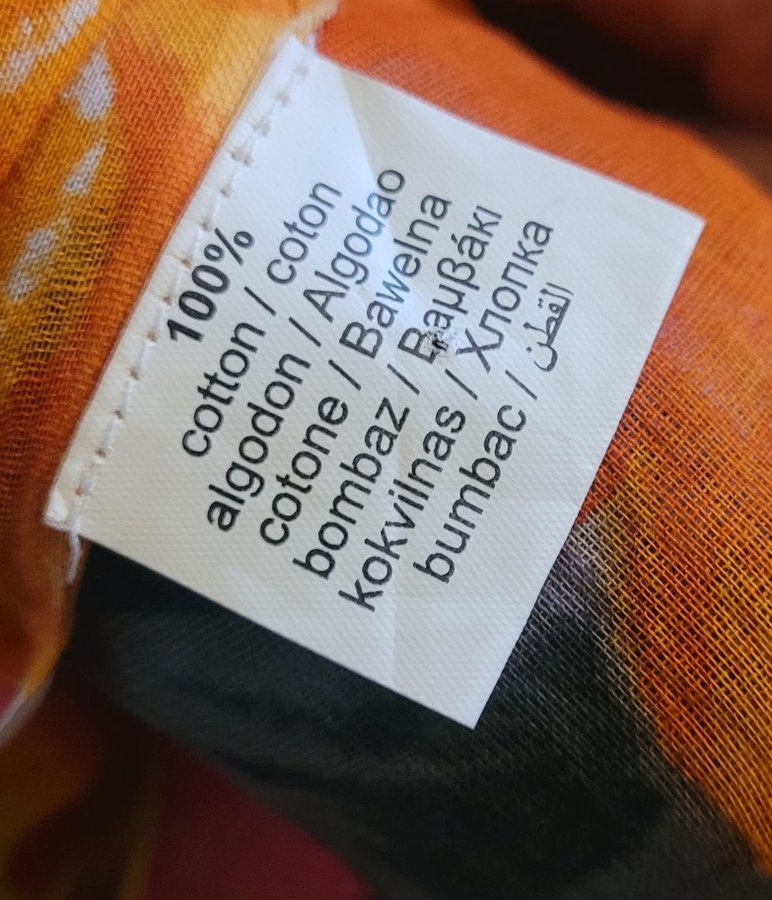 100%
cotton / coton
algodon / Algodao
cotone / Bawelna
bombaz / Βαμβάκι
kokvilnas / Хлопка
bumbac / القطن